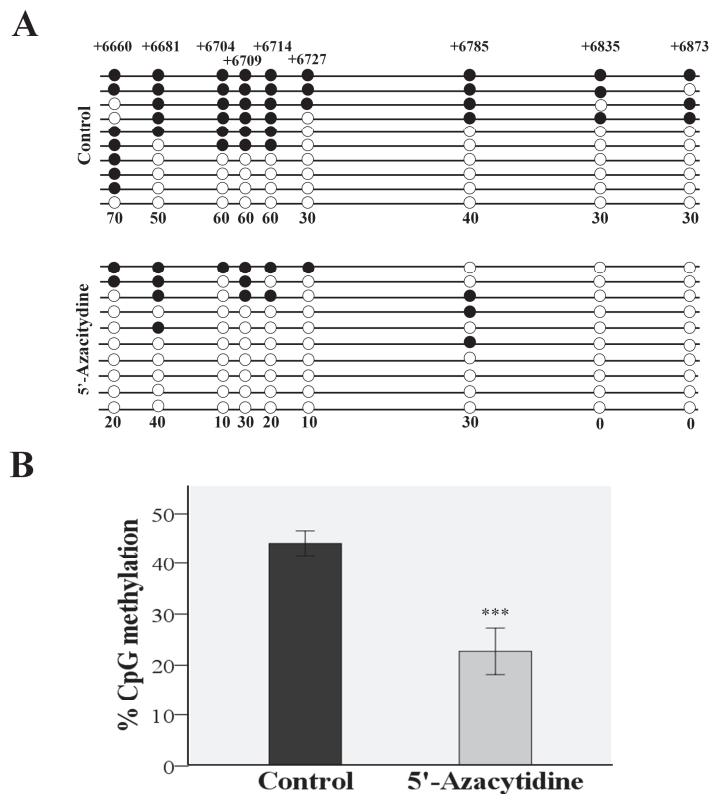 A
+6660 +6681 +6704 +6714 +6785 +6835 +6873
+6709 +6727
Control
70 50 60 60 60 30 40 30 30
5'-Azacitydine
20 40 10 30 20 10 30 0 0
B
% CpG methylation
50
40
30
20
10
0
***
Control 5'-Azacytidine